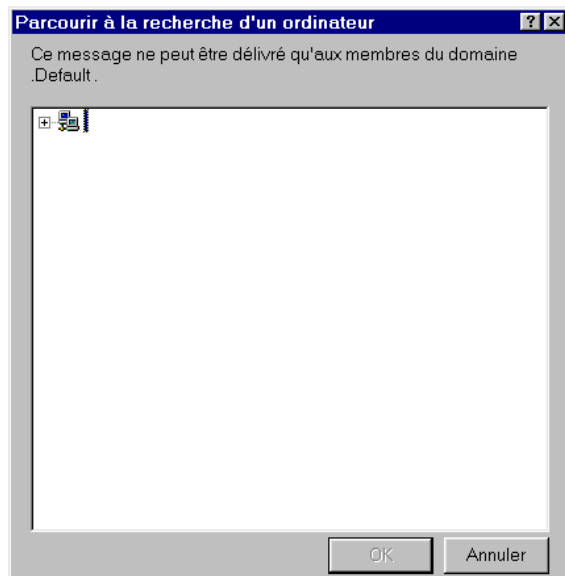 Parcourir à la recherche d'un ordinateur
Ce message ne peut être délivré qu'aux membres du domaine
.Default .
OK
Annuler